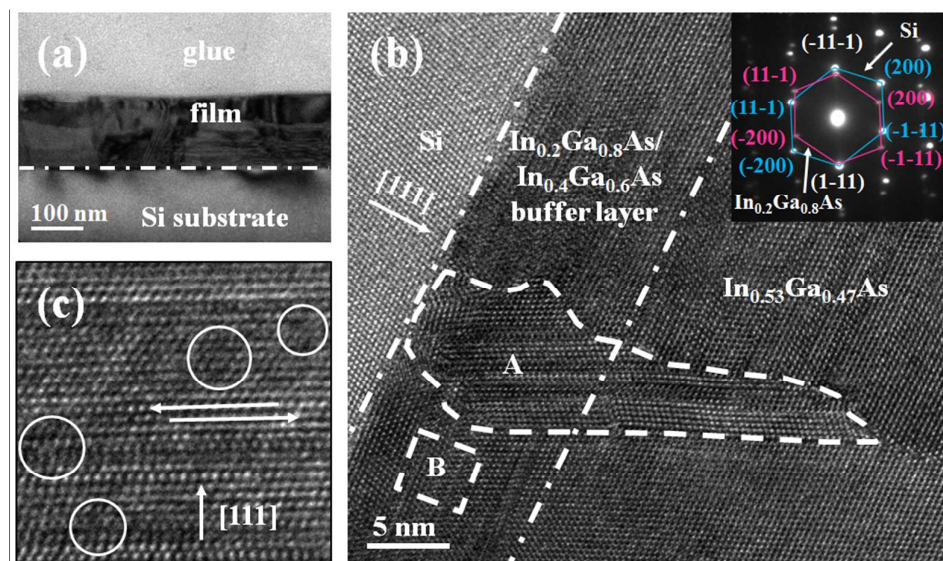 (a)
glue
film
100 nm
Si substrate
(c)
[111]
(b)
Si
[111]
In0.2Ga0.8As/
In0.4Ga0.6As
buffer layer
In0.53Ga0.47As
A
B
5 nm
(-11-1)
Si
(11-1)
(200)
(11-1)
(200)
(-200)
(-1-11)
(-200)
(1-11)
(-1-11)
In0.2Ga0.8As